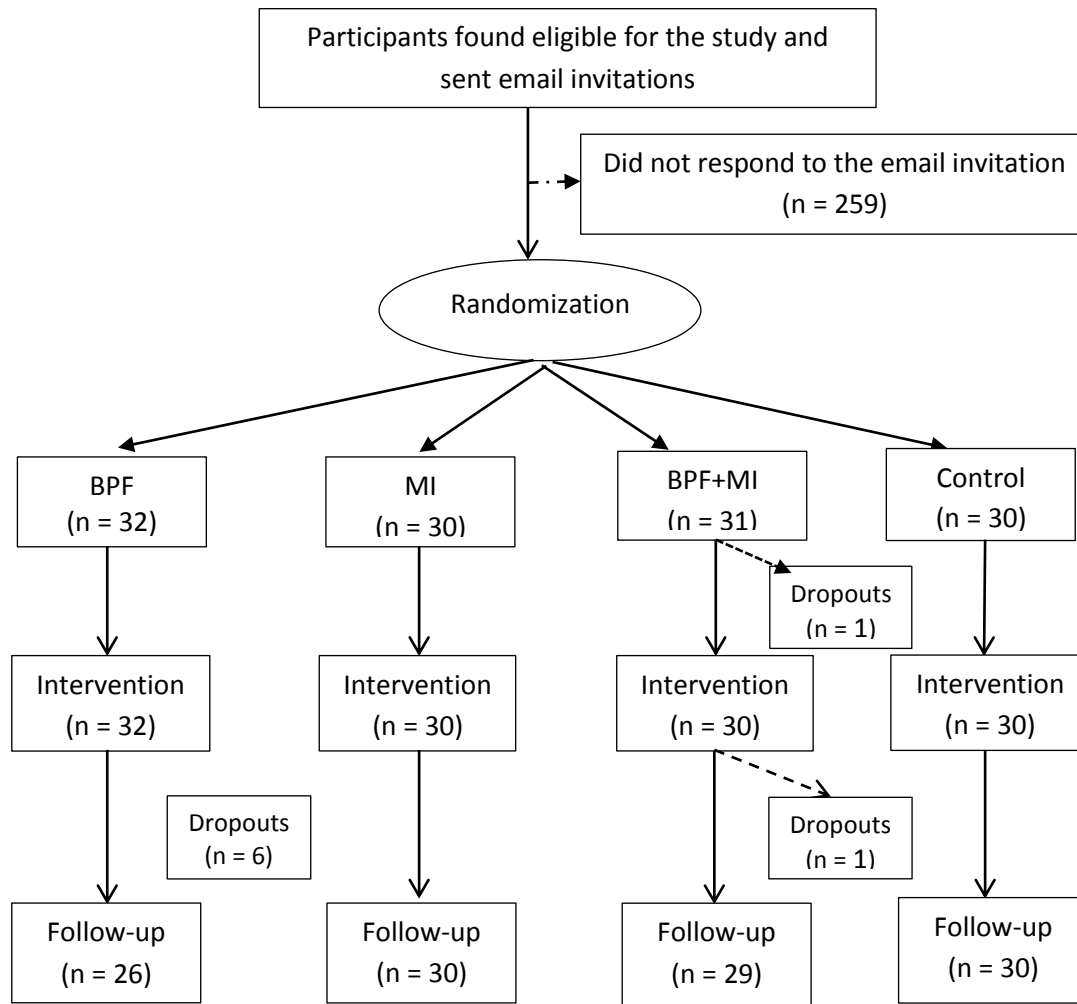 Participants found eligible for the study and
sent email invitations
Did not respond to the email invitation
(n = 259)
Randomization
BPF
(n = 32)
MI
(n = 30)
BPF+MI
(n = 31)
Control
(n = 30)
Dropouts
(n = 1)
Intervention
(n = 32)
Intervention
(n = 30)
Intervention
(n = 30)
Intervention
(n = 30)
Dropouts
(n = 6)
Dropouts
(n = 1)
Follow-up
(n = 26)
Follow-up
(n = 30)
Follow-up
(n = 29)
Follow-up
(n = 30)